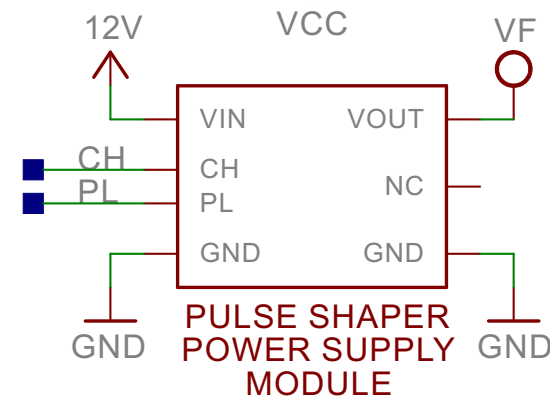 12V
VCC
VF
VIN
VOUT
CH
CH
PL
PL
NC
GND
GND
GND
GND
PULSE SHAPER
POWER SUPPLY
MODULE